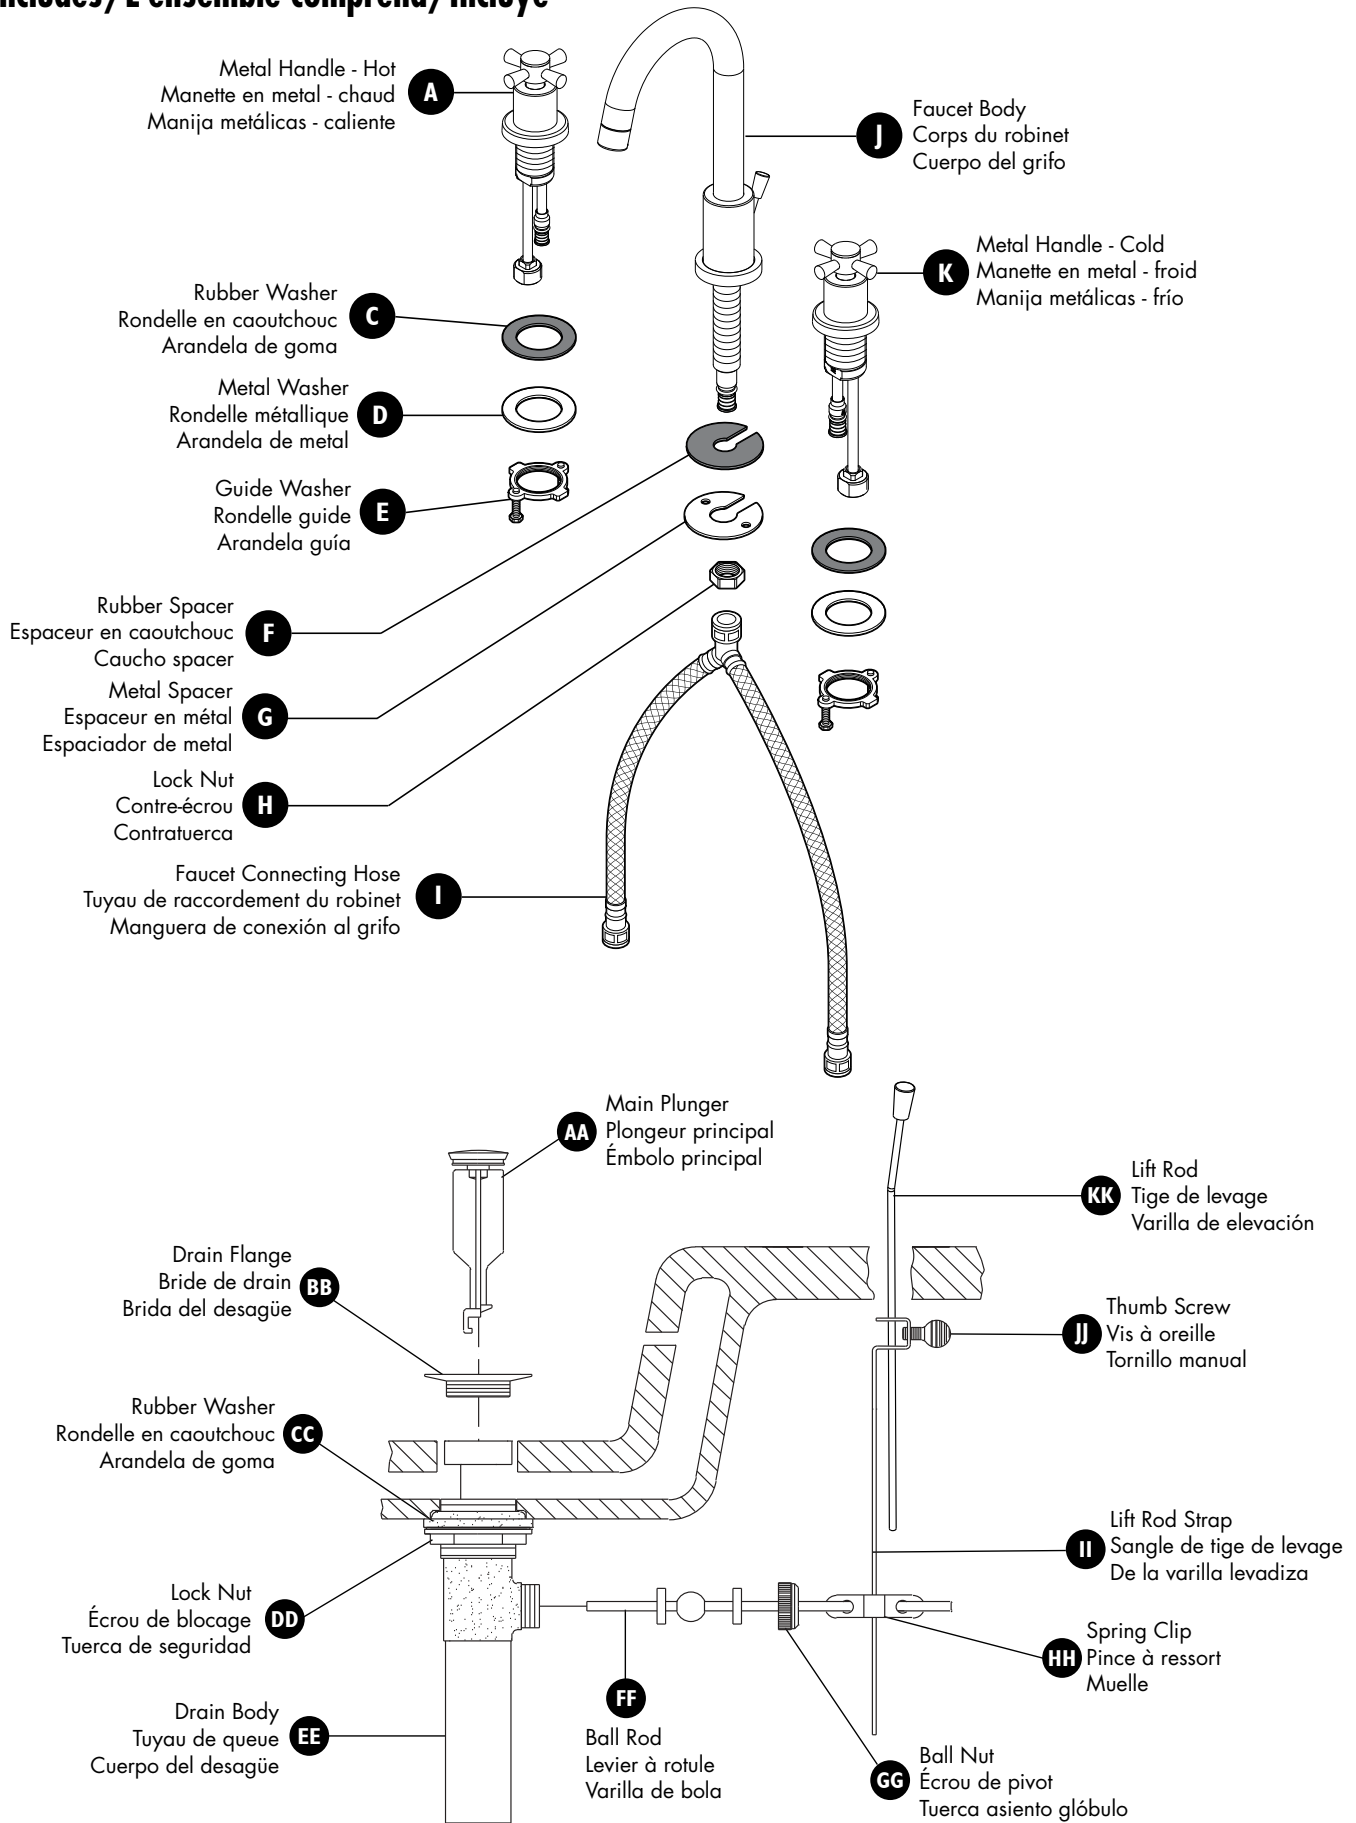 ncludes/L'ensemble comprend/Incluye
Metal Handle - Hot
Manette en metal - chaud
Manija metálicas - caliente
A
Faucet Body
Corps du robinet
Cuerpo del grifo
J
Metal Handle - Cold
Manette en metal - froid
Manija metálicas - frío
K
Rubber Washer
Rondelle en caoutchouc
Arandela de goma
C
Metal Washer
Rondelle métallique
Arandela de metal
D
Guide Washer
Rondelle guide
Arandela guía
E
Rubber Spacer
Espaceur en caoutchouc
Caucho spacer
F
Metal Spacer
Espaceur en métal
Espaciador de metal
G
Lock Nut
Contre-écrou
Contratuerca
H
Faucet Connecting Hose
Tuyau de raccordement du robinet
Manguera de conexión al grifo
I
Main Plunger
Plongeur principal
Émbolo principal
AA
Lift Rod
Tige de levage
Varilla de elevación
KK
Drain Flange
Bride de drain
Brida del desagüe
BB
Thumb Screw
Vis à oreille
Tornillo manual
JJ
Rubber Washer
Rondelle en caoutchouc
Arandela de goma
CC
Lift Rod Strap
Sangle de tige de levage
De la varilla levadiza
II
Lock Nut
Écrou de blocage
Tuerca de seguridad
DD
Spring Clip
Pince à ressort
Muelle
HH
Drain Body
Tuyau de queue
Cuerpo del desagüe
EE
FF
Ball Rod
Levier à rotule
Varilla de bola
GG
Ball Nut
Écrou de pivot
Tuerca asiento glóbulo